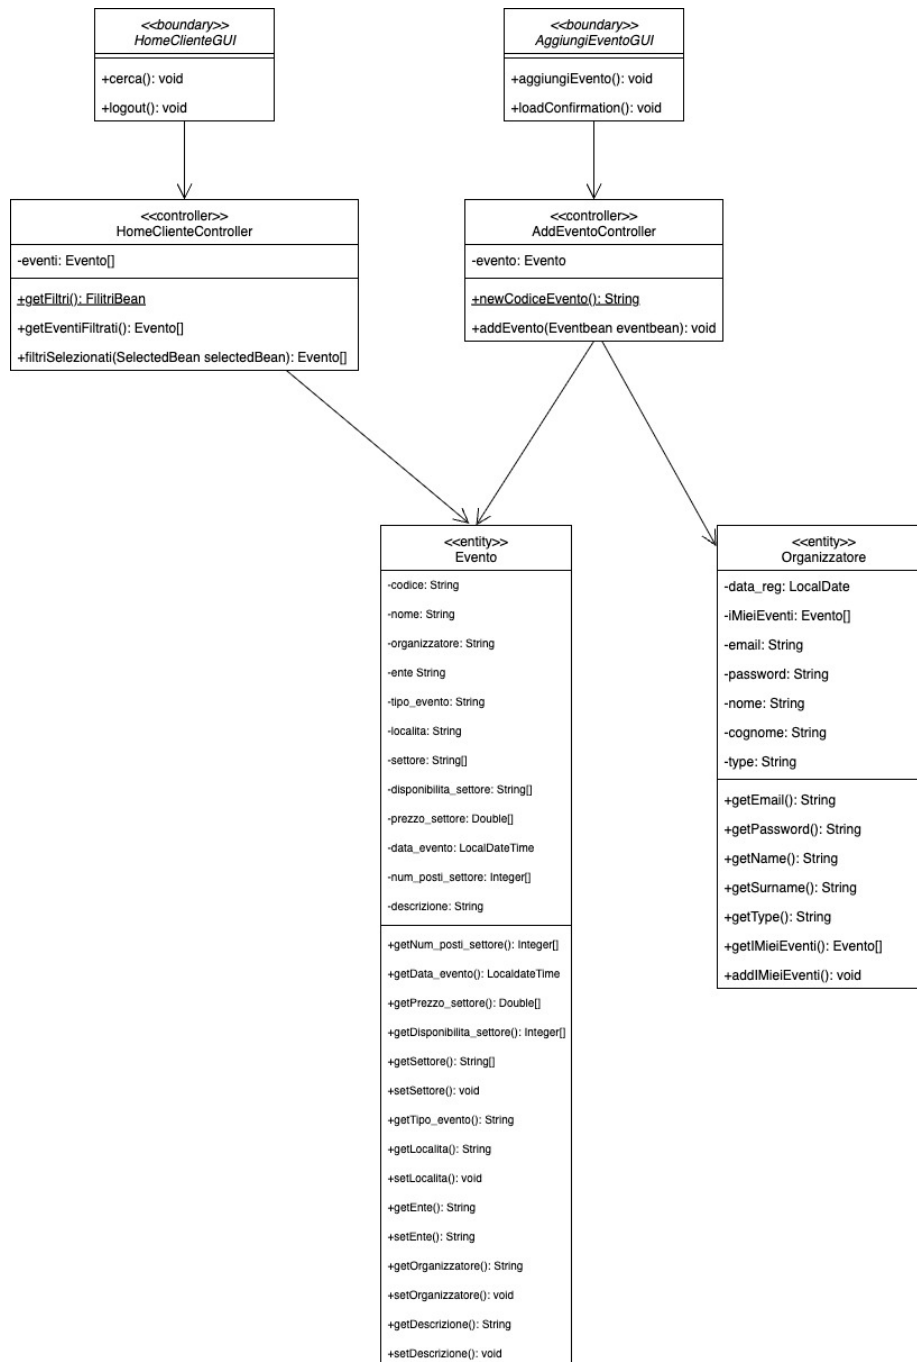 <<boundary>>
HomeClienteGUI
+cerca(): void
+logout(): void
<<boundary>>
AggiungiEventoGUI
+aggiungiEvento(): void
+loadConfirmation(): void
<<controller>>
HomeClienteController
-eventi: Evento[]
+getFiltri(): FilitriBean
+getEventiFiltrati(): Evento[]
+filtriSelezionati(SelectedBean selectedBean): Evento[]
<<controller>>
AddEventoController
-evento: Evento
+newCodiceEvento(): String
+addEvento(Eventbean eventbean): void
<<entity>>
Evento
-codice: String
-nome: String
-organizzatore: String
-ente String
-tipo_evento: String
-localita: String
-settore: String[]
-disponibilita_settore: String[]
-prezzo_settore: Double[]
-data_evento: LocalDateTime
-num_posti_settore: Integer[]
-descrizione: String
+getNum_posti_settore(): Integer[]
+getData_evento(): LocaldateTime
+getPrezzo_settore(): Double[]
+getDisponibilita_settore(): Integer[]
+getSettore(): String[]
+setSettore(): void
+getTipo_evento(): String
+getLocalita(): String
+setLocalita(): void
+getEnte(): String
+setEnte(): String
+getOrganizzatore(): String
+setOrganizzatore(): void
+getDescrizione(): String
+setDescrizione(): void
<<entity>>
Organizzatore
-data_reg: LocalDate
-iMieiEventi: Evento[]
-email: String
-password: String
-nome: String
-cognome: String
-type: String
+getEmail(): String
+getPassword(): String
+getName(): String
+getSurname(): String
+getType(): String
+getIMieiEventi(): Evento[]
+addIMieiEventi(): void